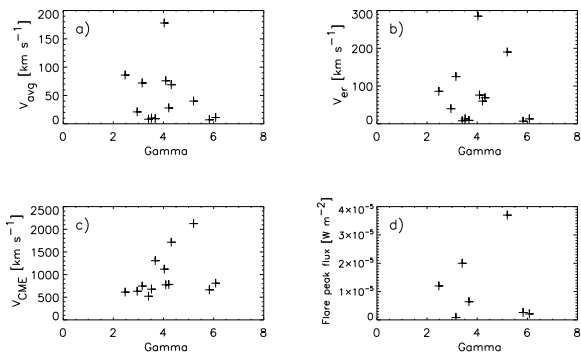 200
150
100
50
0
V_avg [km s^-1]
a)
0 2 4 6 8
Gamma
300
200
100
0
V_er [km s^-1]
b)
0 2 4 6 8
Gamma
2500
2000
1500
1000
500
0
V_CME [km s^-1]
c)
0 2 4 6 8
Gamma
4×10^-5
3×10^-5
2×10^-5
1×10^-5
0
Flare peak flux [W m^-2]
d)
0 2 4 6 8
Gamma